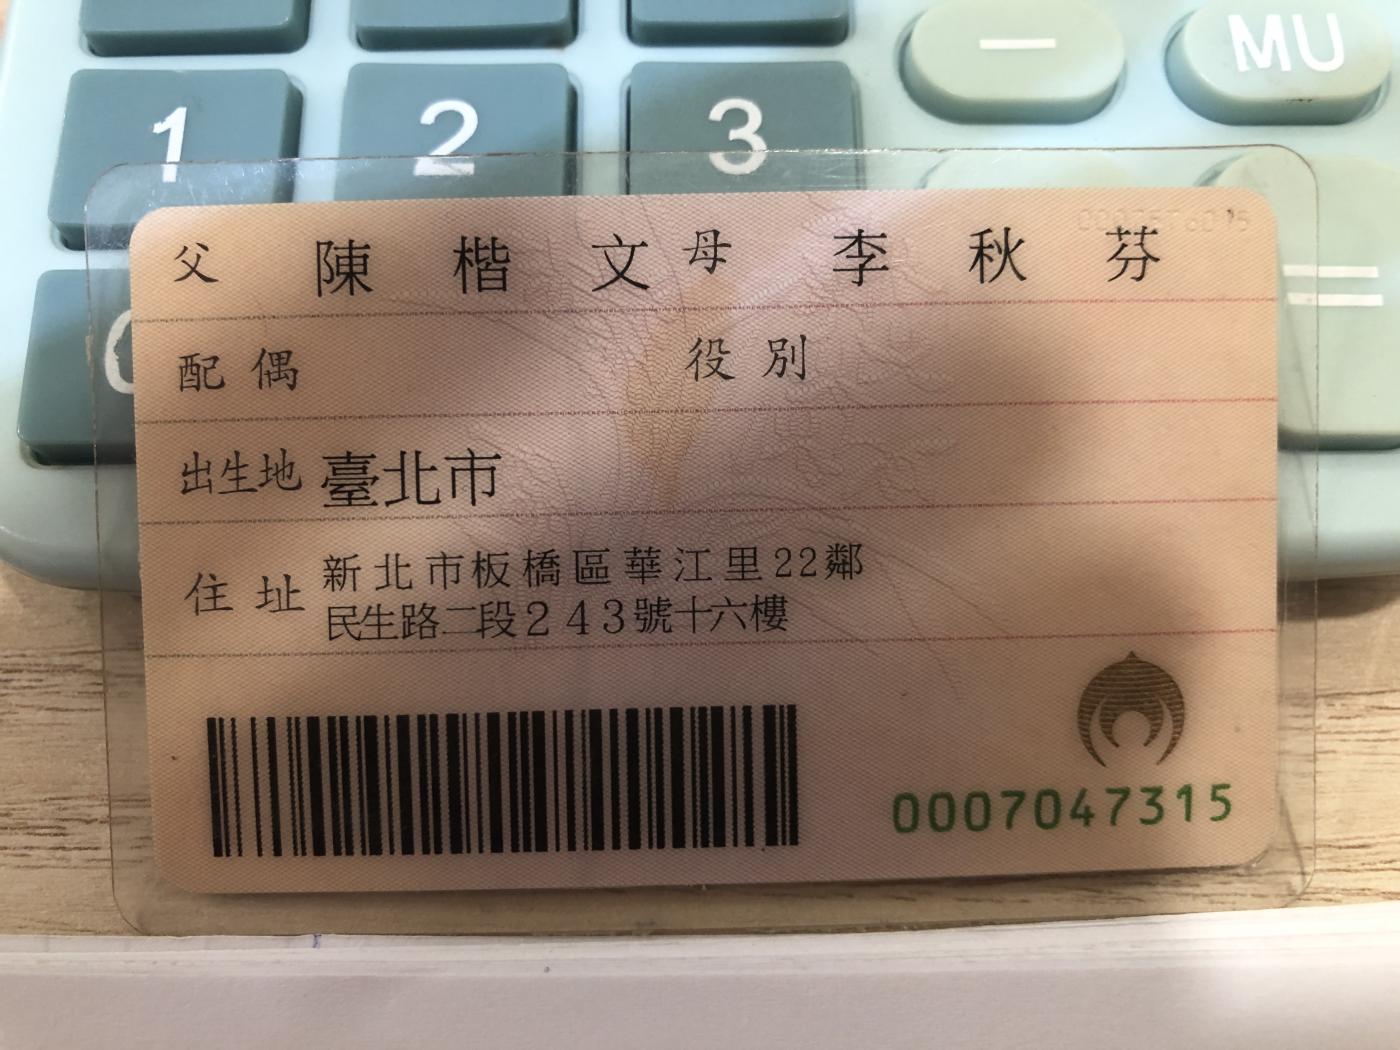 MU
1 2 3
父 陳楷文 母 李秋芬
配偶 役別
出生地 臺北市
住址 新北市板橋區華江里22鄰
民生路二段243號十六樓
0007047315